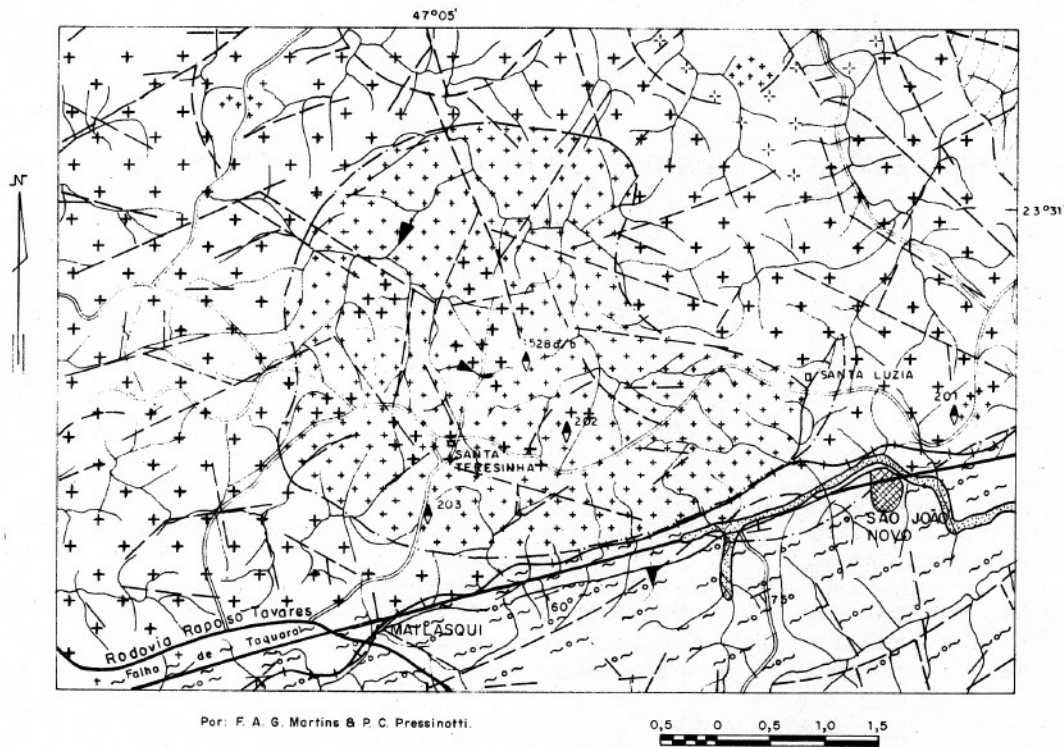 47°05'
N
23°31
528a/b
SANTA LUZIA
201
202
SANTA
TERESINHA
203
SÃO JOÃO
NOVO
60°
75°
MAILASQUI
Rodovia Raposo Tavares
Falha de Taquaral
Por: F. A. G. Martins & P. C. Pressinotti.
0,5 0 0,5 1,0 1,5